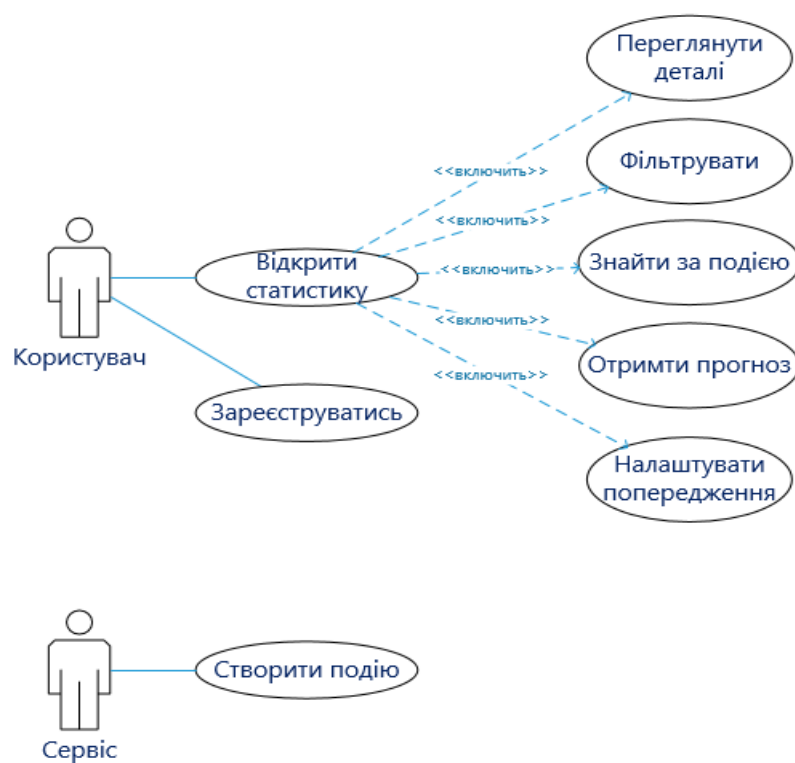 Переглянути
деталі
<<включить>>
Фільтрувати
<<включить>>
Відкрити
статистику
<<включить>>
Знайти за подією
<<включить>>
Отримти прогноз
Користувач
<<включить>>
Зареєструватись
Налаштувати
попередження
Створити подію
Сервіс